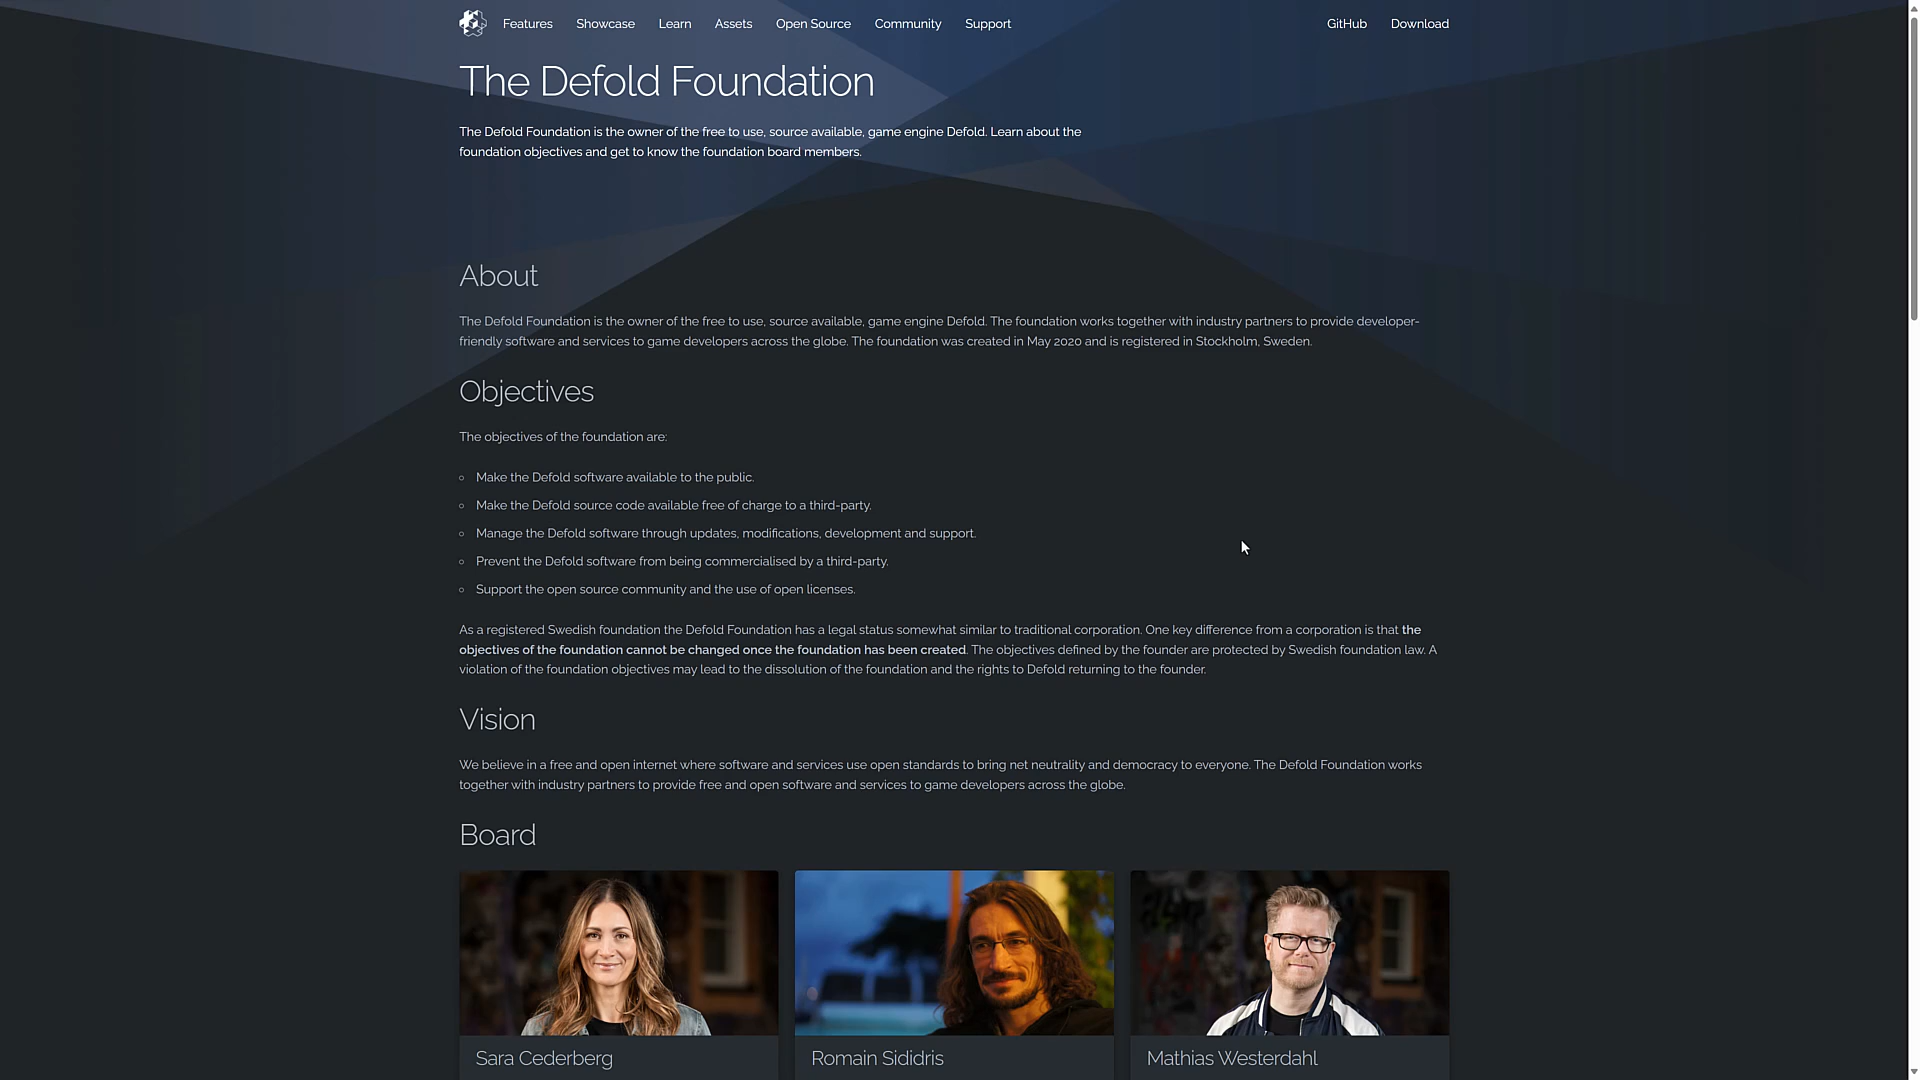 Features Showcase Learn Assets Open Source Community Support GitHub Download
The Defold Foundation
The Defold Foundation is the owner of the free to use, source available, game engine Defold. Learn about the
foundation objectives and get to know the foundation board members.
About
The Defold Foundation is the owner of the free to use, source available, game engine Defold. The foundation works together with industry partners to provide developer-
friendly software and services to game developers across the globe. The foundation was created in May 2020 and is registered in Stockholm, Sweden.
Objectives
The objectives of the foundation are:
Make the Defold software available to the public.
Make the Defold source code available free of charge to a third-party.
Manage the Defold software through updates, modifications, development and support.
Prevent the Defold software from being commercialised by a third-party.
Support the open source community and the use of open licenses.
As a registered Swedish foundation the Defold Foundation has a legal status somewhat similar to traditional corporation. One key difference from a corporation is that the
objectives of the foundation cannot be changed once the foundation has been created. The objectives defined by the founder are protected by Swedish foundation law. A
violation of the foundation objectives may lead to the dissolution of the foundation and the rights to Defold returning to the founder.
Vision
We believe in a free and open internet where software and services use open standards to bring net neutrality and democracy to everyone. The Defold Foundation works
together with industry partners to provide free and open software and services to game developers across the globe.
Board
Sara Cederberg
Romain Sididris
Mathias Westerdahl